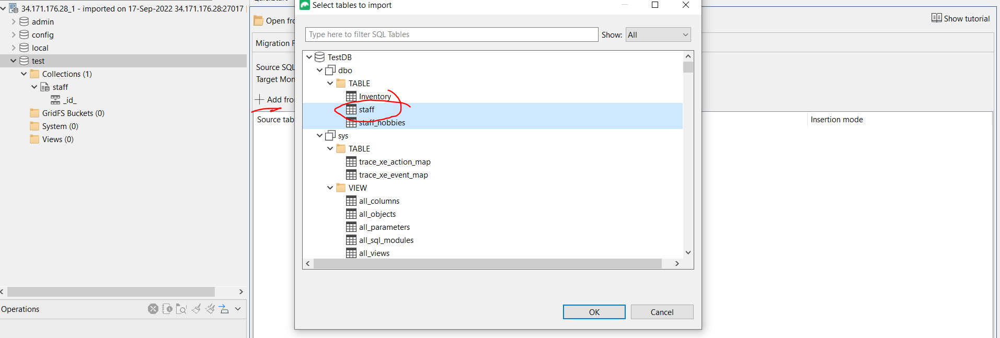 34.171.176.28_1 - imported on 17-Sep-2022 34.171.176.28:27017
admin
config
local
test
Collections (1)
staff
_id_
GridFS Buckets (0)
System (0)
Views (0)
Operations
Open fro
Migration
Source SQL
Target Mon
Add fro
Source tab
Select tables to import
Type here to filter SQL Tables
Show: All
TestDB
dbo
TABLE
Inventory
staff
staff_hobbies
sys
TABLE
trace_xe_action_map
trace_xe_event_map
VIEW
all_columns
all_objects
all_parameters
all_sql_modules
all_views
OK Cancel
Show tutorial
Insertion mode